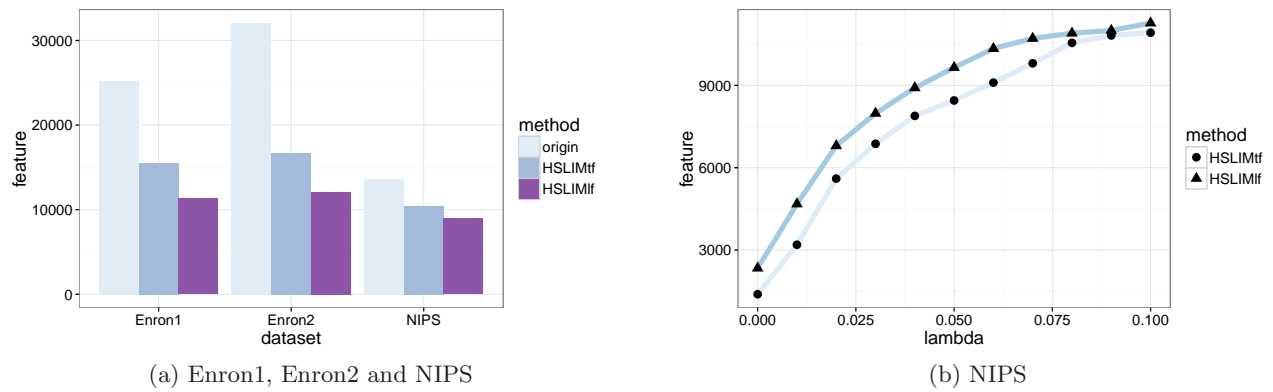 30000
20000
10000
0
feature
Enron1
Enron2
NIPS
dataset
method
origin
HSLIMtf
HSLIMlf
(a) Enron1, Enron2 and NIPS
9000
6000
3000
feature
0.000
0.025
0.050
0.075
0.100
lambda
method
HSLIMtf
HSLIMlf
(b) NIPS